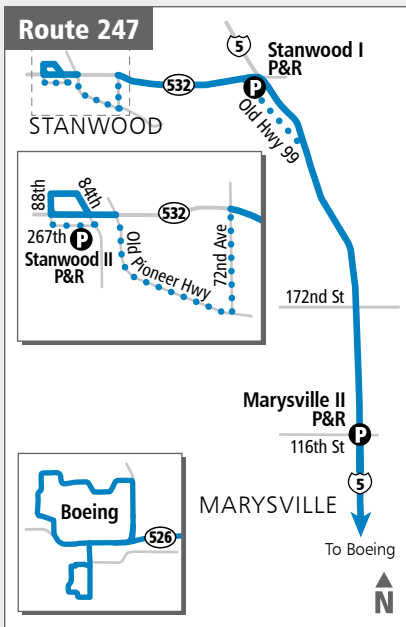 Route 247
5
Stanwood I
P&R
P
532
Old Hwy 99
STANWOOD
88th
84th
532
267th
P
Stanwood II
P&R
Old
Pioneer Hwy
72nd Ave
172nd St
Marysville II
P&R
P
116th St
5
MARYSVILLE
Boeing
526
To Boeing
N